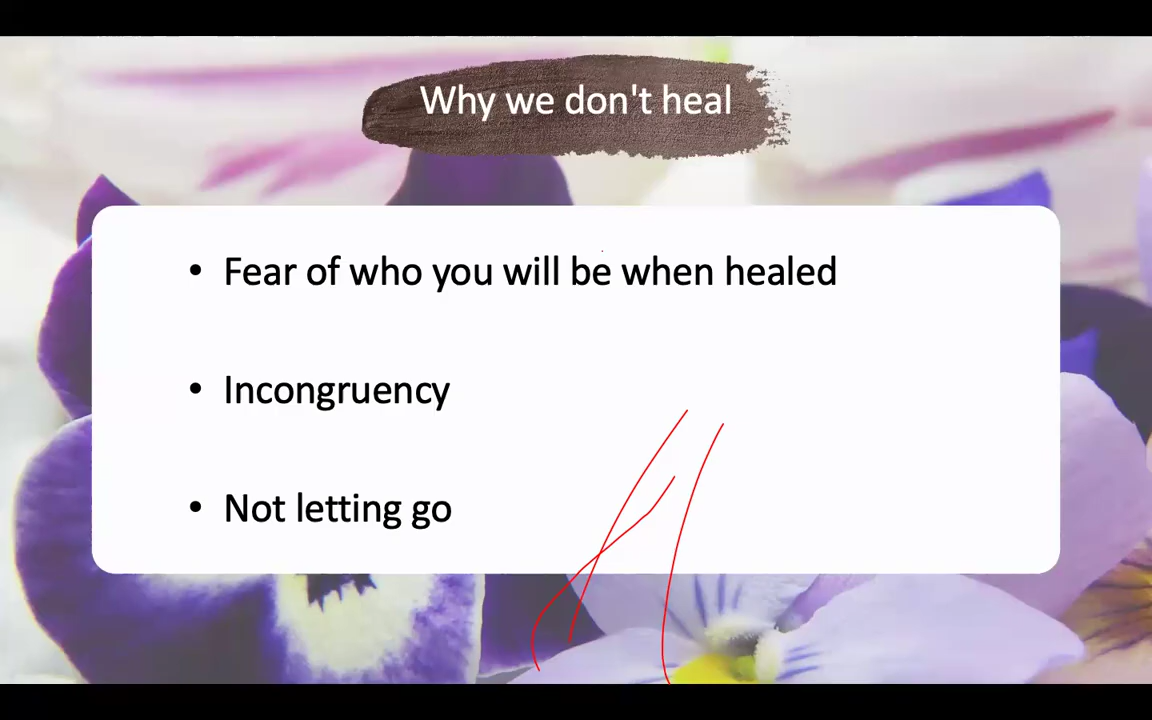 Why we don't heal
• Fear of who you will be when healed
• Incongruency
• Not letting go